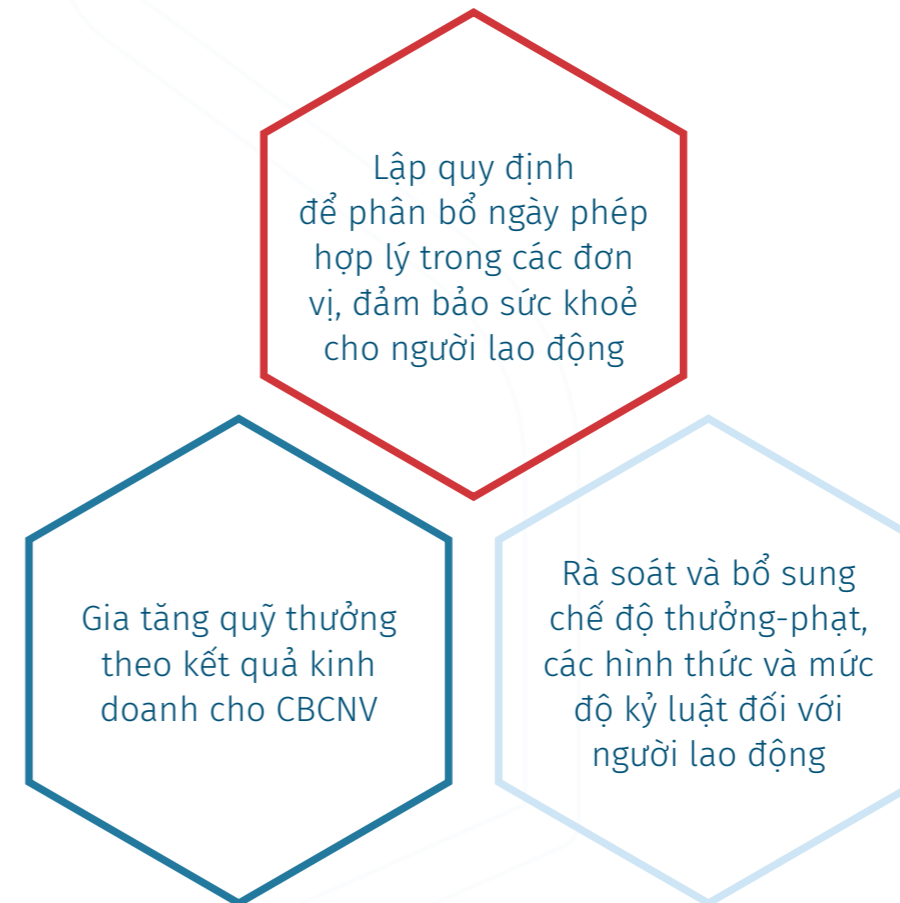 Lập quy định
để phân bổ ngày phép
hợp lý trong các đơn
vị, đảm bảo sức khoẻ
cho người lao động
Gia tăng quỹ thưởng
theo kết quả kinh
doanh cho CBCNV
Rà soát và bổ sung
chế độ thưởng-phạt,
các hình thức và mức
độ kỷ luật đối với
người lao động